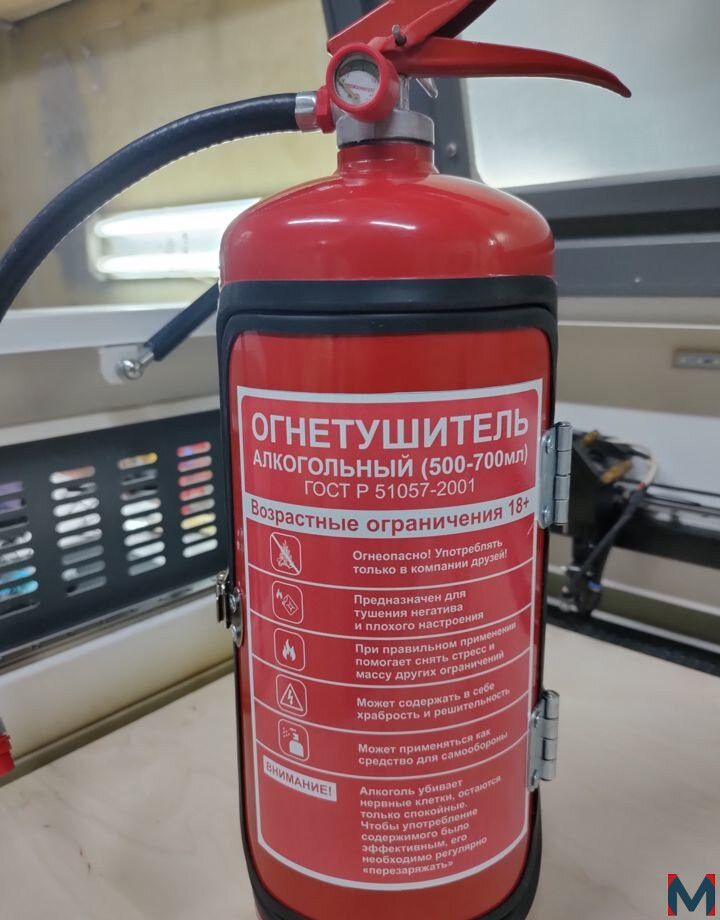 ОГНЕТУШИТЕЛЬ
АЛКОГОЛЬНЫЙ (500-700мл)
ГОСТ Р 51057-2001
Возрастные ограничения 18+
Огнеопасно! Употреблять
только в компании друзей!
Предназначен для
тушения негатива
и плохого настроения
При правильном применении
помогает снять стресс и
массу других ограничений
Может содержать в себе
храбрость и решительность
Может применяться как
средство для самообороны
ВНИМАНИЕ!
Алкоголь убивает
нервные клетки, остаются
только спокойные.
Чтобы употребление
содержимого было
эффективным, его
необходимо регулярно
«перезаряжать»
M